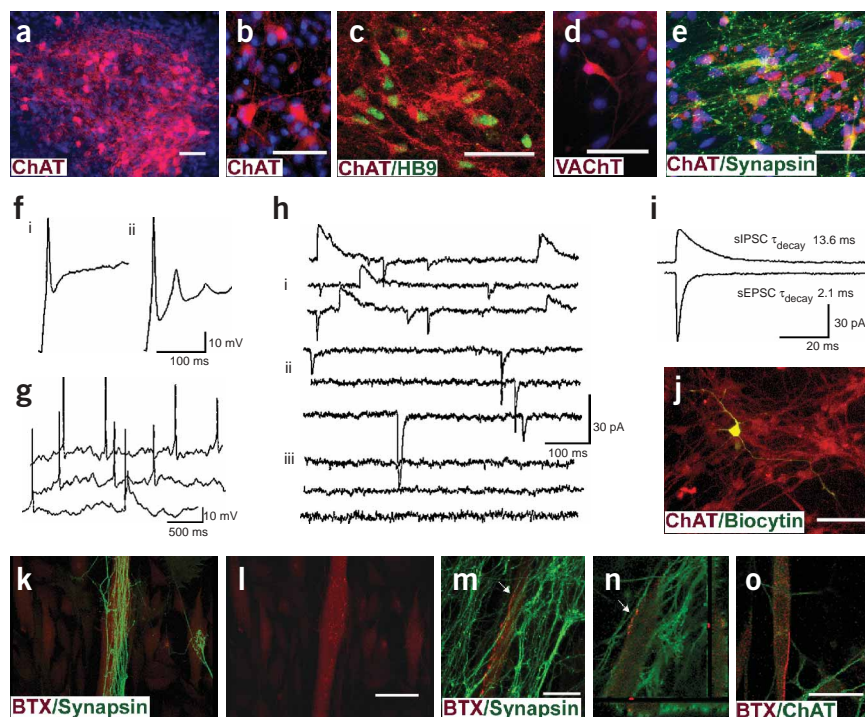 a
b
c
d
e
ChAT
ChAT
ChAT/HB9
VAChT
ChAT/Synapsin
f
i
ii
10 mV
100 ms
g
10 mV
500 ms
h
i
ii
iii
30 pA
100 ms
i
sIPSC τdecay 13.6 ms
sEPSC τdecay 2.1 ms
30 pA
20 ms
j
ChAT/Biocytin
k
l
m
n
o
BTX/Synapsin
BTX/Synapsin
BTX/ChAT